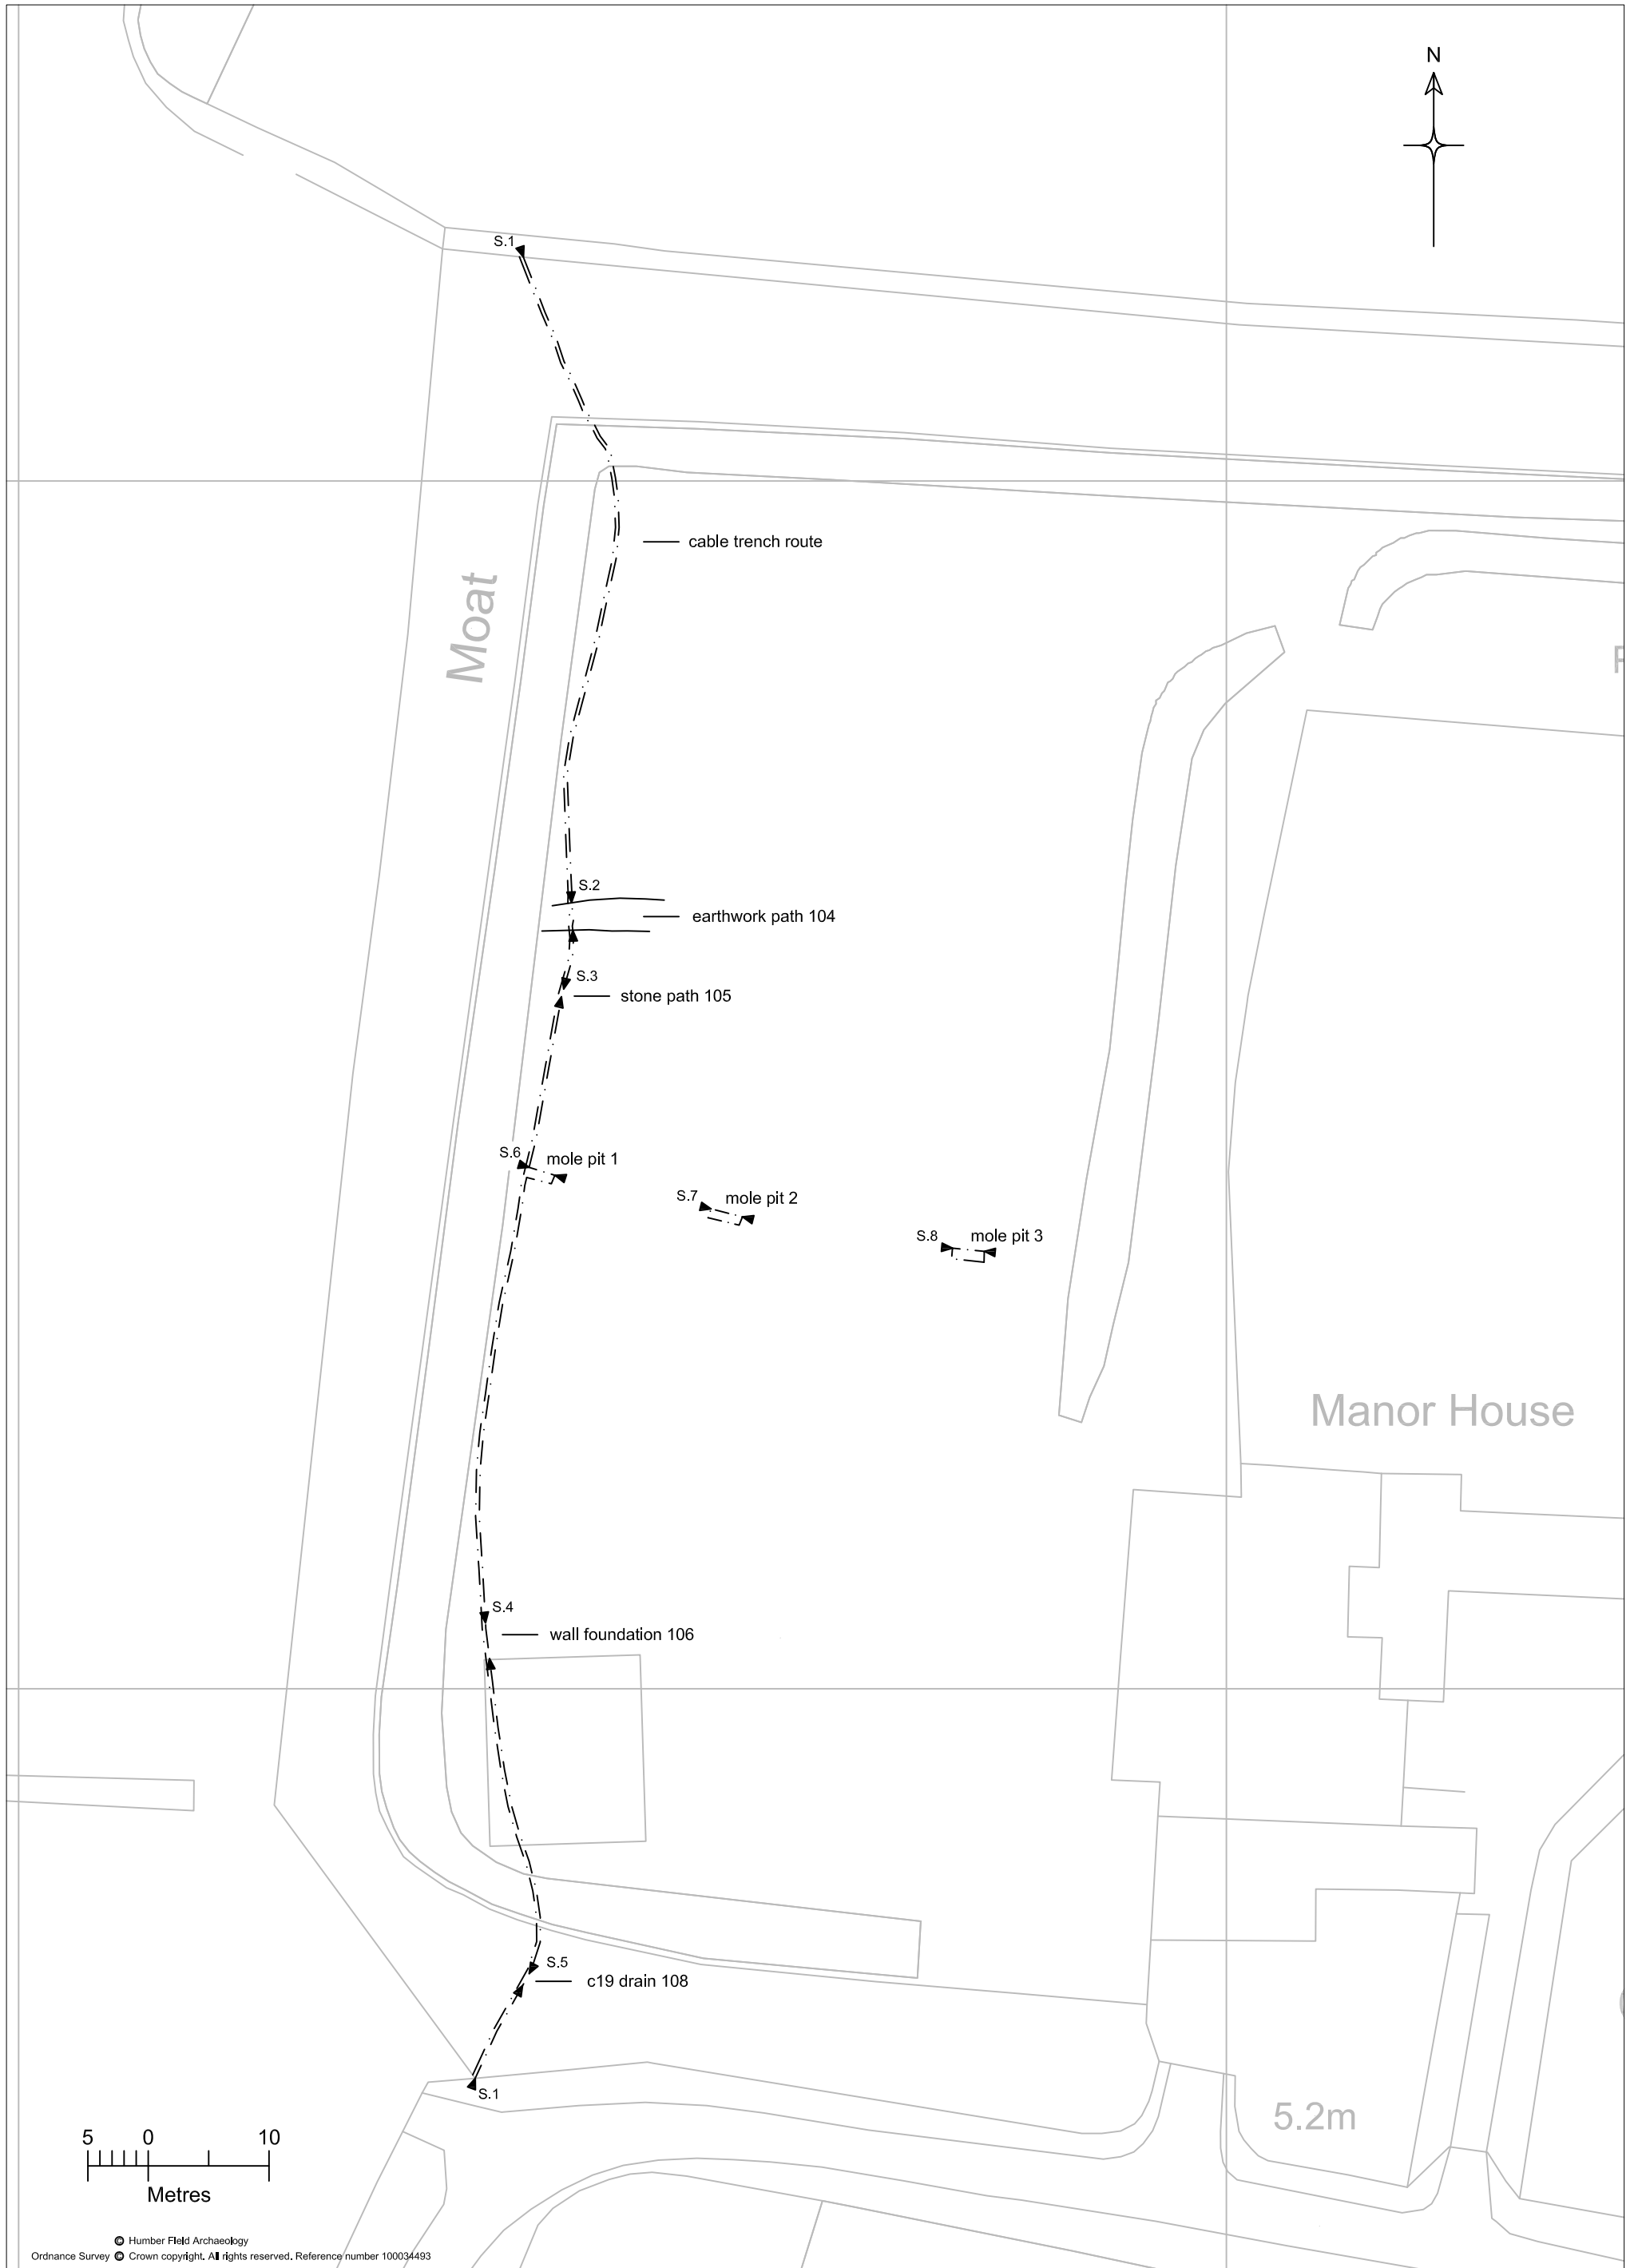 N
S.1
cable trench route
Moat
S.2
earthwork path 104
S.3
stone path 105
S.6
mole pit 1
S.7
mole pit 2
S.8
mole pit 3
Manor House
S.4
wall foundation 106
S.5
c19 drain 108
S.1
5.2m
5 0 10
Metres
© Humber Field Archaeology
Ordnance Survey © Crown copyright. All rights reserved. Reference number 100034493